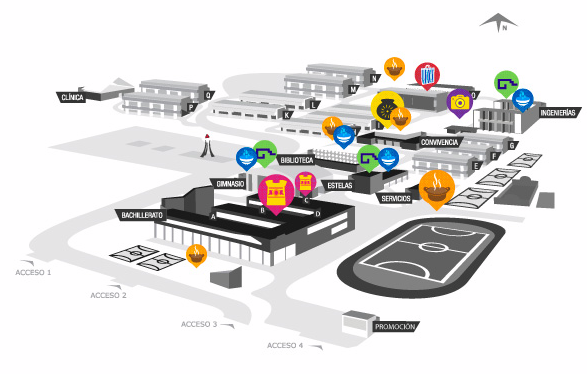 N
N
CLÍNICA
Q
P
M
O
L
K
INGENIERÍAS
CONVIVENCIA
G
F
E
BIBLIOTECA
GIMNASIO
ESTELAS
SERVICIOS
BACHILLERATO
A
B
C
D
ACCESO 1
ACCESO 2
ACCESO 3
ACCESO 4
PROMOCIÓN